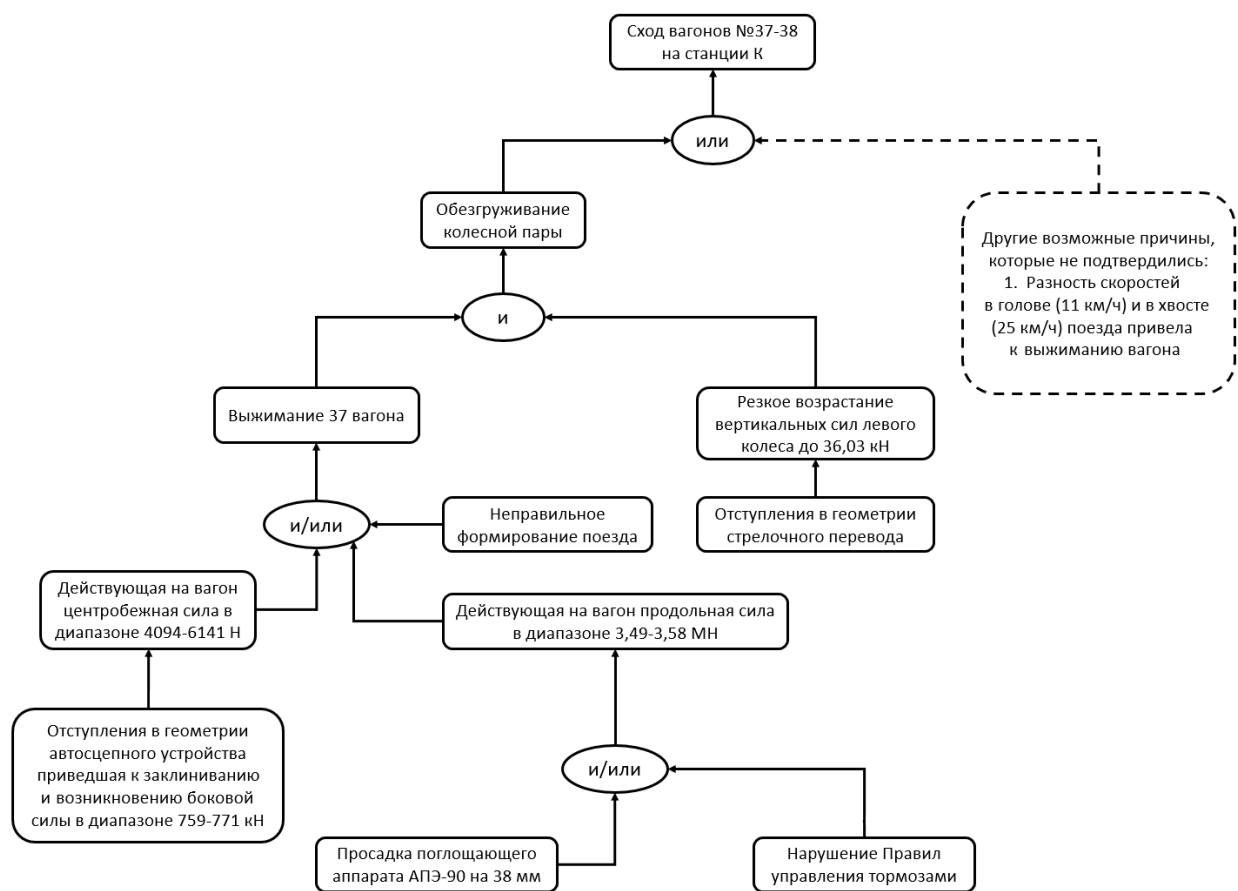 Сход вагонов №37-38
на станции К
или
Обезгруживание
колесной пары
Другие возможные причины,
которые не подтвердились:
1. Разность скоростей
в голове (11 км/ч) и в хвосте
(25 км/ч) поезда привела
к выжиманию вагона
и
Выжимание 37 вагона
Резкое возрастание
вертикальных сил левого
колеса до 36,03 кН
и/или
Неправильное
формирование поезда
Отступления в геометрии
стрелочного перевода
Действующая на вагон
центробежная сила в
диапазоне 4094-6141 Н
Действующая на вагон продольная сила
в диапазоне 3,49-3,58 МН
Отступления в геометрии
автосцепного устройства
приведшая к заклиниванию
и возникновению боковой
силы в диапазоне 759-771 кН
и/или
Просадка поглощающего
аппарата АПЭ-90 на 38 мм
Нарушение Правил
управления тормозами